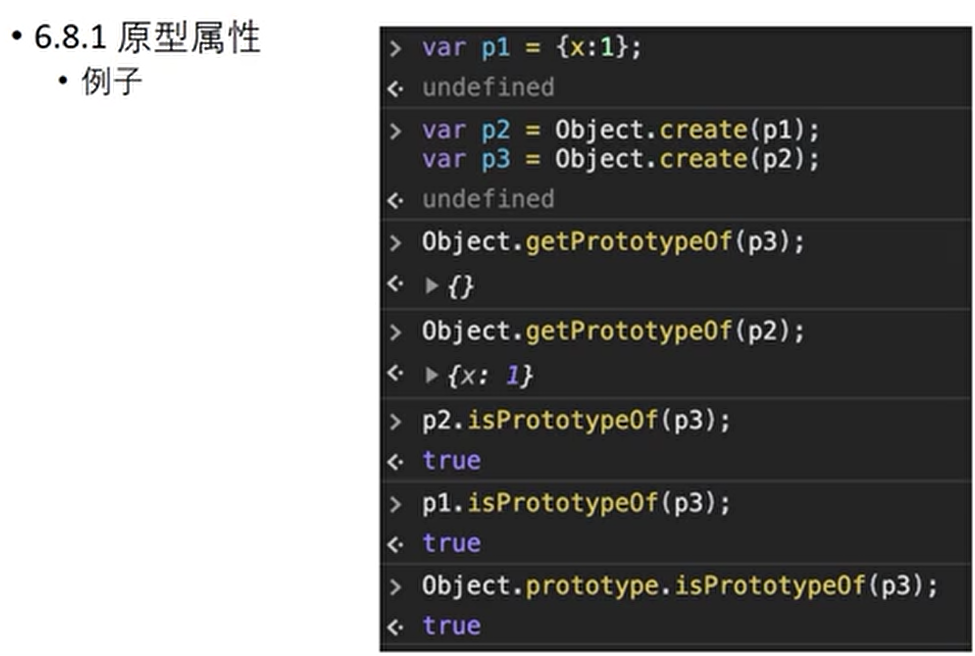 • 6.8.1 原型属性
• 例子
> var p1 = {x:1};
<· undefined
> var p2 = Object.create(p1);
var p3 = Object.create(p2);
<· undefined
> Object.getPrototypeOf(p3);
<· ▶ {}
> Object.getPrototypeOf(p2);
<· ▶ {x: 1}
> p2.isPrototypeOf(p3);
<· true
> p1.isPrototypeOf(p3);
<· true
> Object.prototype.isPrototypeOf(p3);
<· true